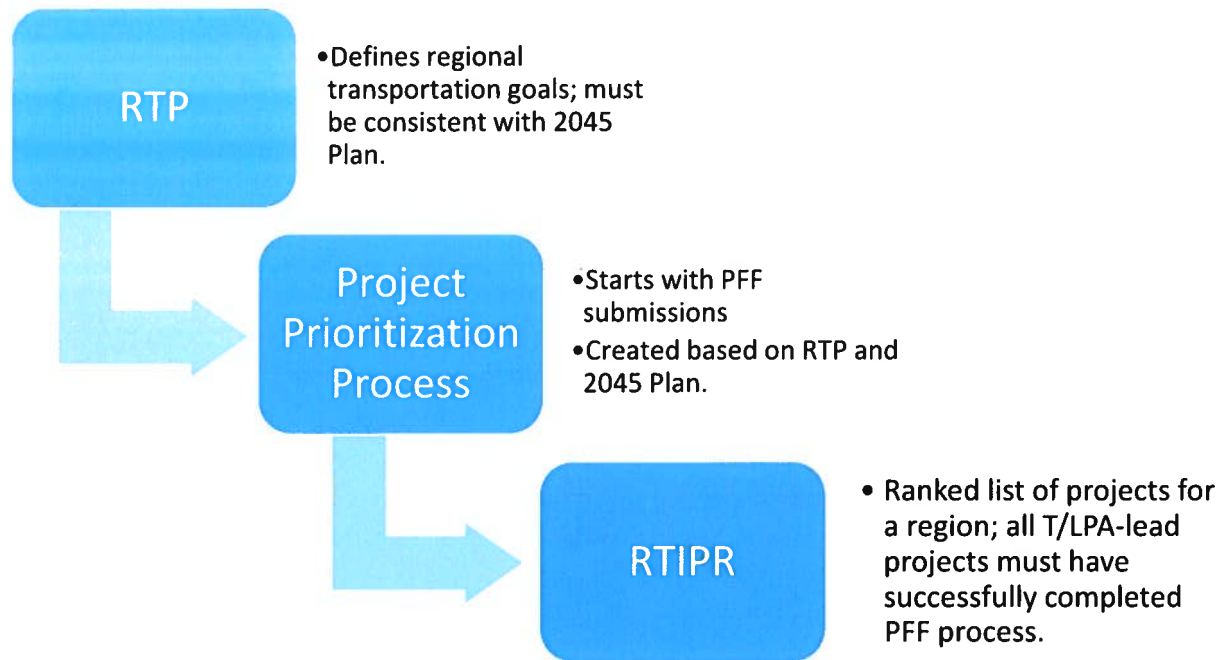 RTP
•Defines regional
transportation goals; must
be consistent with 2045
Plan.
Project
Prioritization
Process
•Starts with PFF
submissions
•Created based on RTP and
2045 Plan.
RTIPR
• Ranked list of projects for
a region; all T/LPA-lead
projects must have
successfully completed
PFF process.